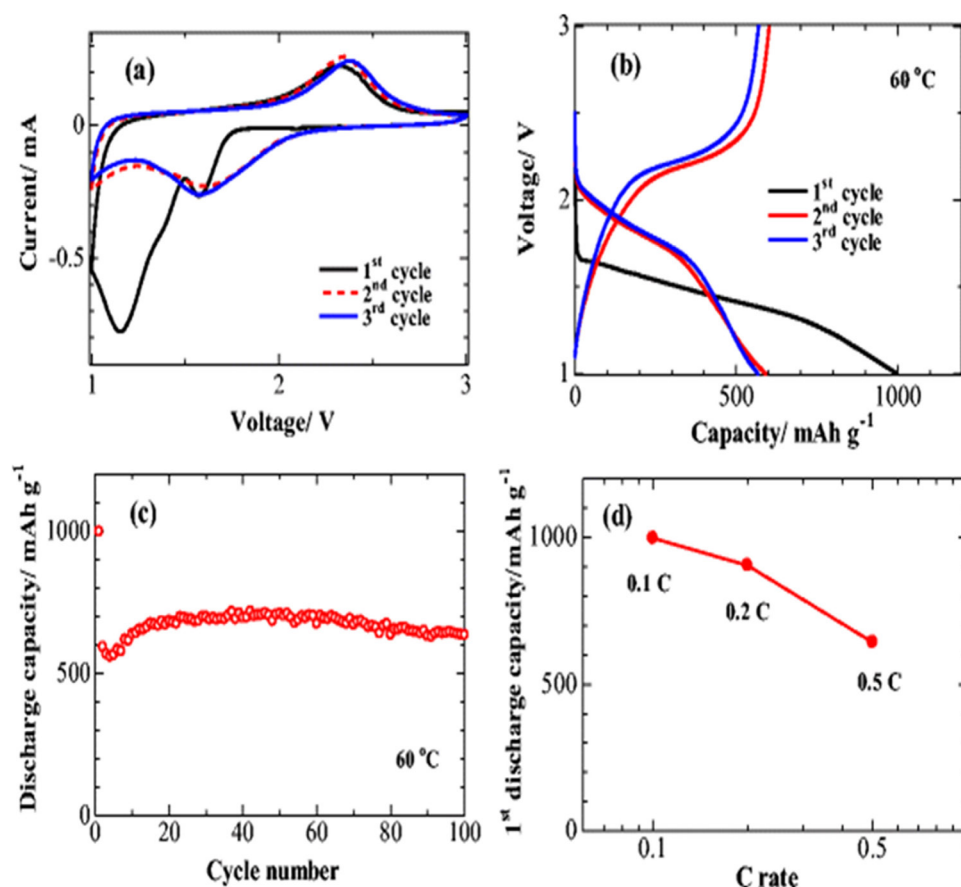 (a)
0
-0.5
Current/ mA
1st cycle
2nd cycle
3rd cycle
1
2
3
Voltage/ V
(b)
60 °C
3
2
1
Voltage/ V
1st cycle
2nd cycle
3rd cycle
0
500
1000
Capacity/ mAh g-1
(c)
1000
500
0
Discharge capacity/ mAh g-1
60 °C
0
20
40
60
80
100
Cycle number
(d)
1000
500
0
1st discharge capacity/mAh g-1
0.1 C
0.2 C
0.5 C
0.1
0.5
C rate